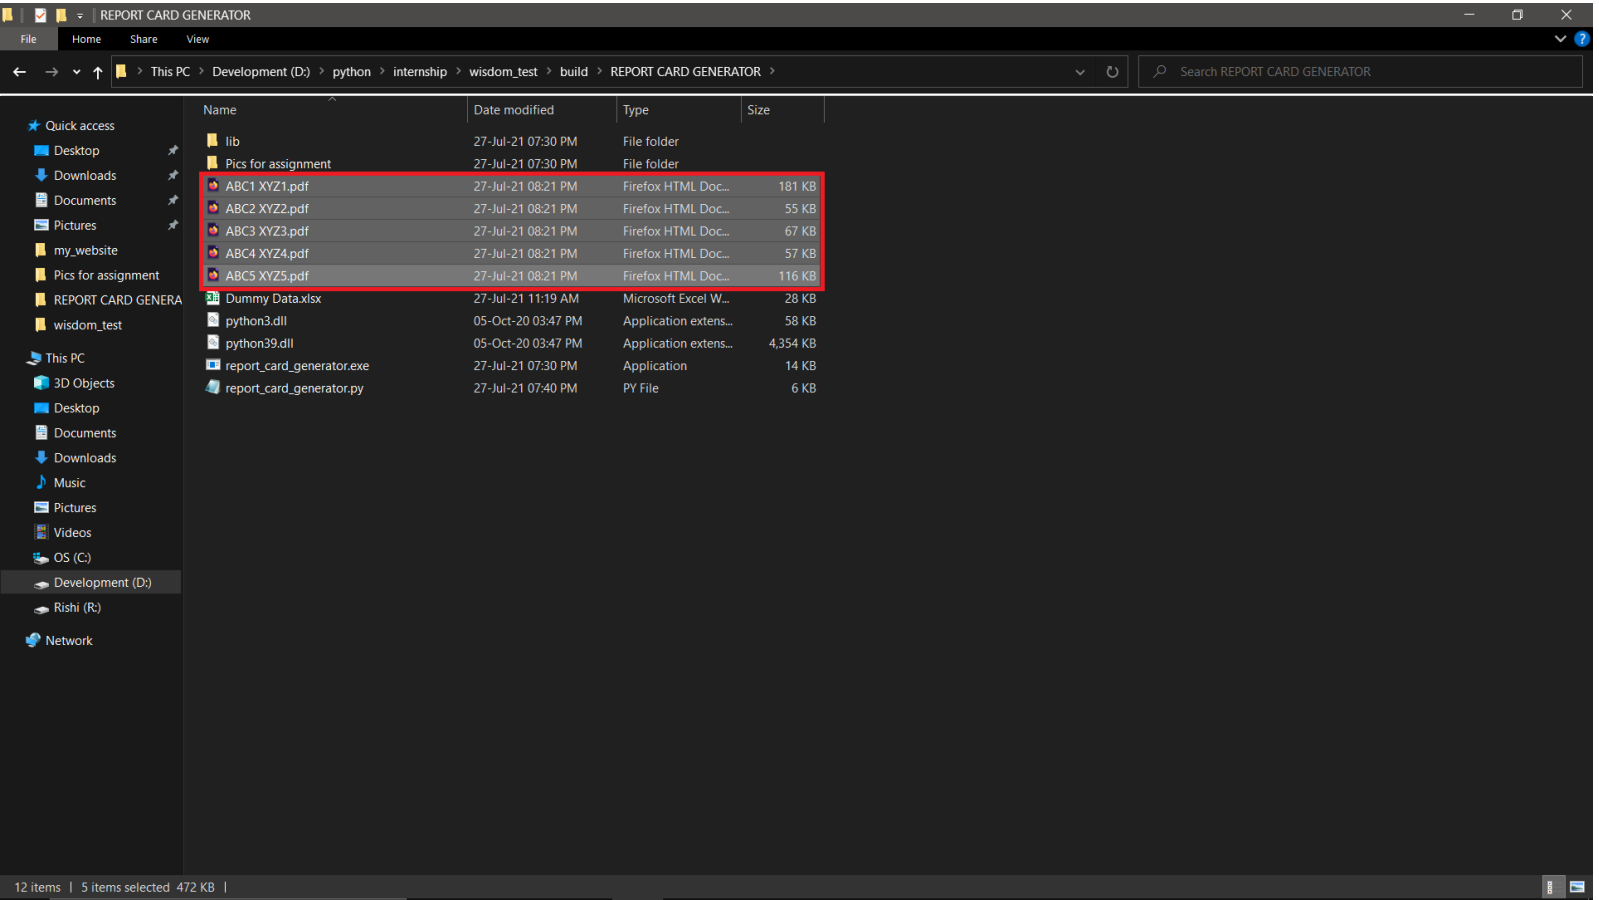 REPORT CARD GENERATOR
File Home Share View
This PC > Development (D:) > python > internship > wisdom_test > build > REPORT CARD GENERATOR >
Search REPORT CARD GENERATOR
Quick access
Desktop
Downloads
Documents
Pictures
my_website
Pics for assignment
REPORT CARD GENERA
wisdom_test
This PC
3D Objects
Desktop
Documents
Downloads
Music
Pictures
Videos
OS (C:)
Development (D:)
Rishi (R:)
Network
Name Date modified Type Size
lib 27-Jul-21 07:30 PM File folder
Pics for assignment 27-Jul-21 07:30 PM File folder
ABC1 XYZ1.pdf 27-Jul-21 08:21 PM Firefox HTML Doc... 181 KB
ABC2 XYZ2.pdf 27-Jul-21 08:21 PM Firefox HTML Doc... 55 KB
ABC3 XYZ3.pdf 27-Jul-21 08:21 PM Firefox HTML Doc... 67 KB
ABC4 XYZ4.pdf 27-Jul-21 08:21 PM Firefox HTML Doc... 57 KB
ABC5 XYZ5.pdf 27-Jul-21 08:21 PM Firefox HTML Doc... 116 KB
Dummy Data.xlsx 27-Jul-21 11:19 AM Microsoft Excel W... 28 KB
python3.dll 05-Oct-20 03:47 PM Application extens... 58 KB
python39.dll 05-Oct-20 03:47 PM Application extens... 4,354 KB
report_card_generator.exe 27-Jul-21 07:30 PM Application 14 KB
report_card_generator.py 27-Jul-21 07:40 PM PY File 6 KB
12 items | 5 items selected 472 KB |